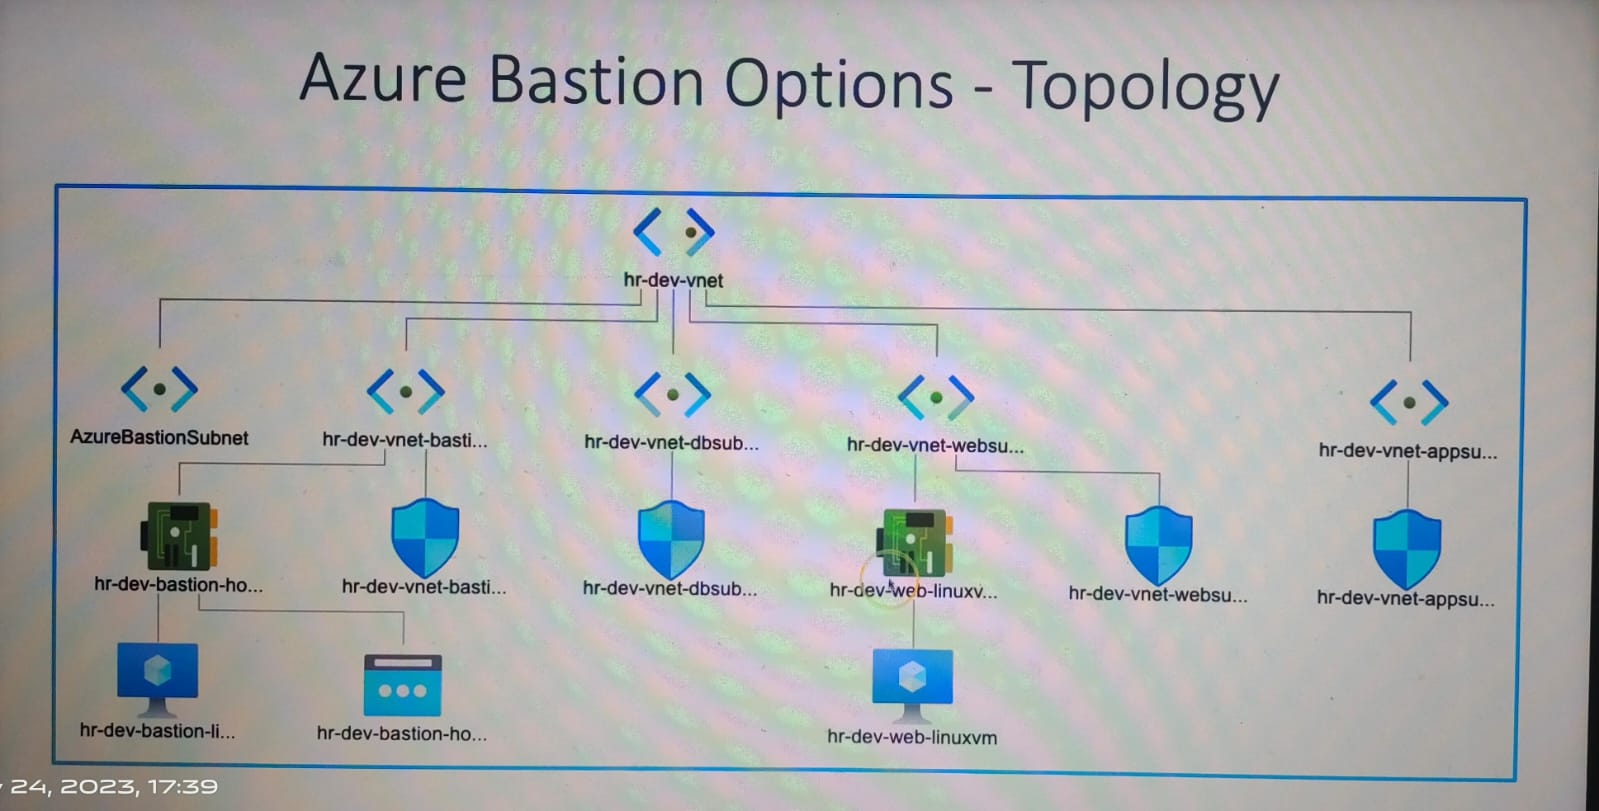 Azure Bastion Options - Topology
hr-dev-vnet
AzureBastionSubnet
hr-dev-vnet-basti...
hr-dev-vnet-dbsub...
hr-dev-vnet-websu...
hr-dev-vnet-appsu...
hr-dev-bastion-ho...
hr-dev-vnet-basti...
hr-dev-vnet-dbsub...
hr-dev-web-linuxv...
hr-dev-vnet-websu...
hr-dev-vnet-appsu...
hr-dev-bastion-li...
hr-dev-bastion-ho...
hr-dev-web-linuxvm
24, 2023, 17:39